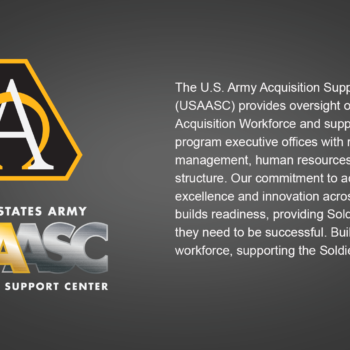 A
STATES ARMY
AASC
SUPPORT CENTER
The U.S. Army Acquisition Supp
(USAASC) provides oversight o
Acquisition Workforce and supp
program executive offices with r
management, human resources
structure. Our commitment to ac
excellence and innovation acros
builds readiness, providing Sold
they need to be successful. Buil
workforce, supporting the Soldie